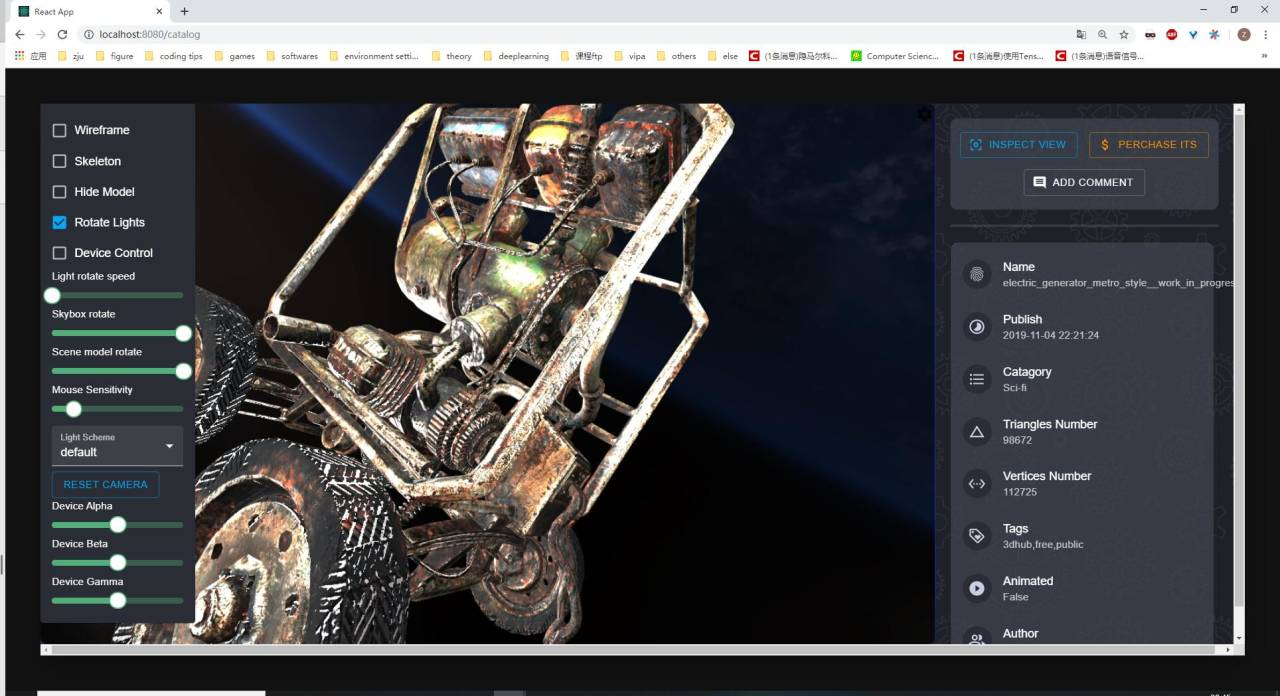 React App
localhost:8080/catalog
应用 zju figure coding tips games softwares environment setti... theory deeplearning 课程ftp vipa others else (1条消息)隐马尔科... Computer Scienc... (1条消息)使用Tens... (1条消息)语音信号...
Wireframe
Skeleton
Hide Model
Rotate Lights
Device Control
Light rotate speed
Skybox rotate
Scene model rotate
Mouse Sensitivity
Light Scheme
default
RESET CAMERA
Device Alpha
Device Beta
Device Gamma
INSPECT VIEW
PERCHASE ITS
ADD COMMENT
Name
electric_generator_metro_style__work_in_progres
Publish
2019-11-04 22:21:24
Catagory
Sci-fi
Triangles Number
98672
Vertices Number
112725
Tags
3dhub,free,public
Animated
False
Author